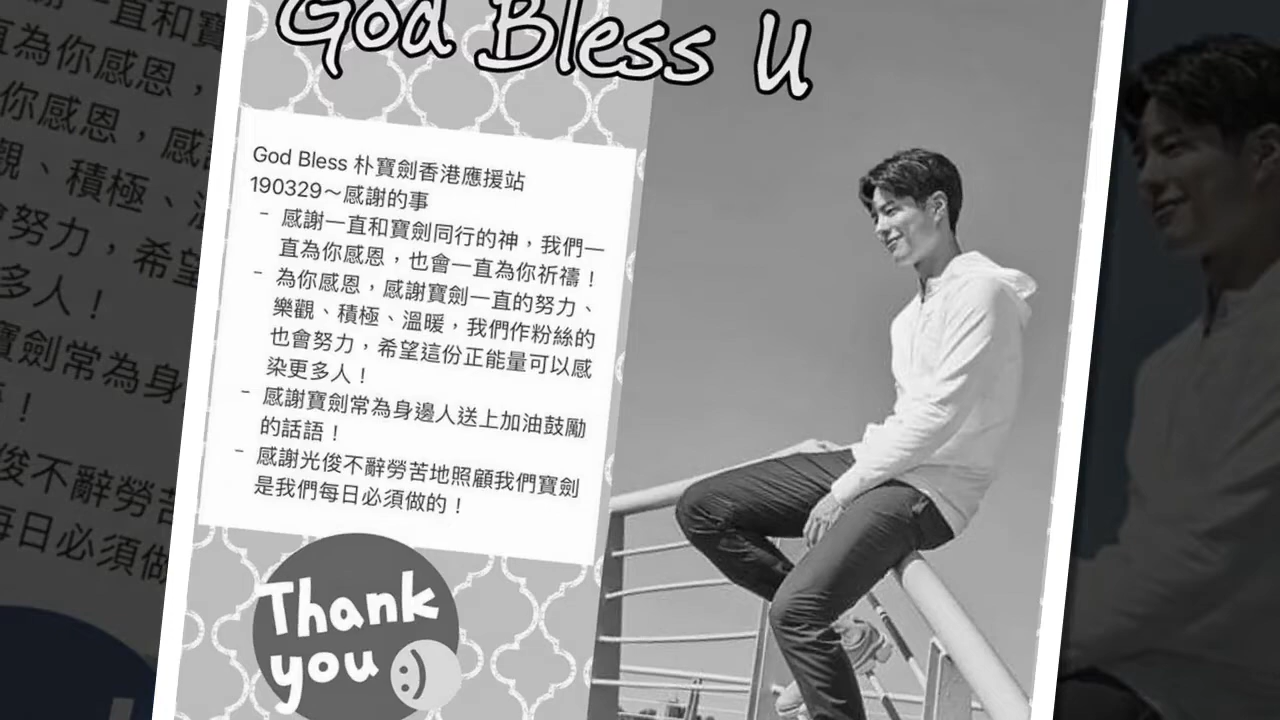 God Bless U
God Bless 朴寶劍香港應援站
190329～感謝的事
- 感謝一直和寶劍同行的神，我們一
直為你感恩，也會一直為你祈禱！
- 為你感恩，感謝寶劍一直的努力、
樂觀、積極、溫暖，我們作粉絲的
也會努力，希望這份正能量可以感
染更多人！
- 感謝寶劍常為身邊人送上加油鼓勵
的話語！
- 感謝光俊不辭勞苦地照顧我們寶劍
是我們每日必須做的！
Thank
you